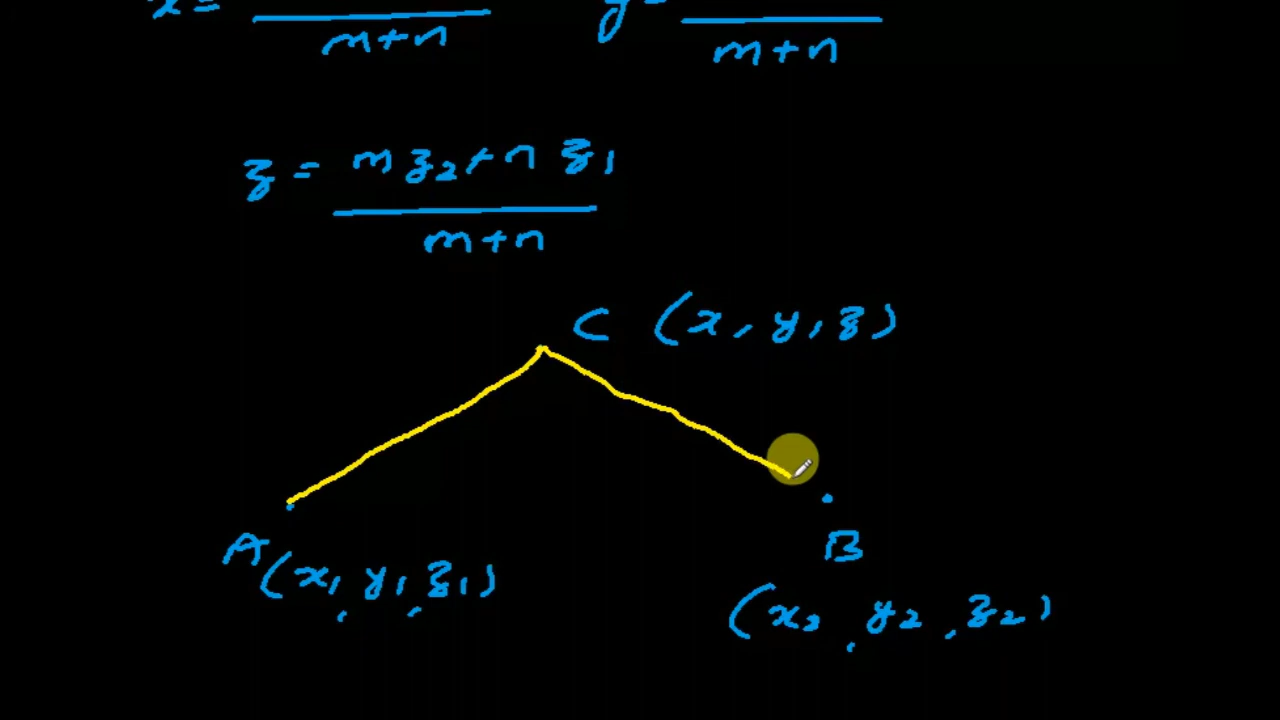 x = m+n y = m+n
z = mz₂+nz₁
m+n
C (x, y, z)
A(x₁, y₁, z₁)
B
(x₂, y₂, z₂)